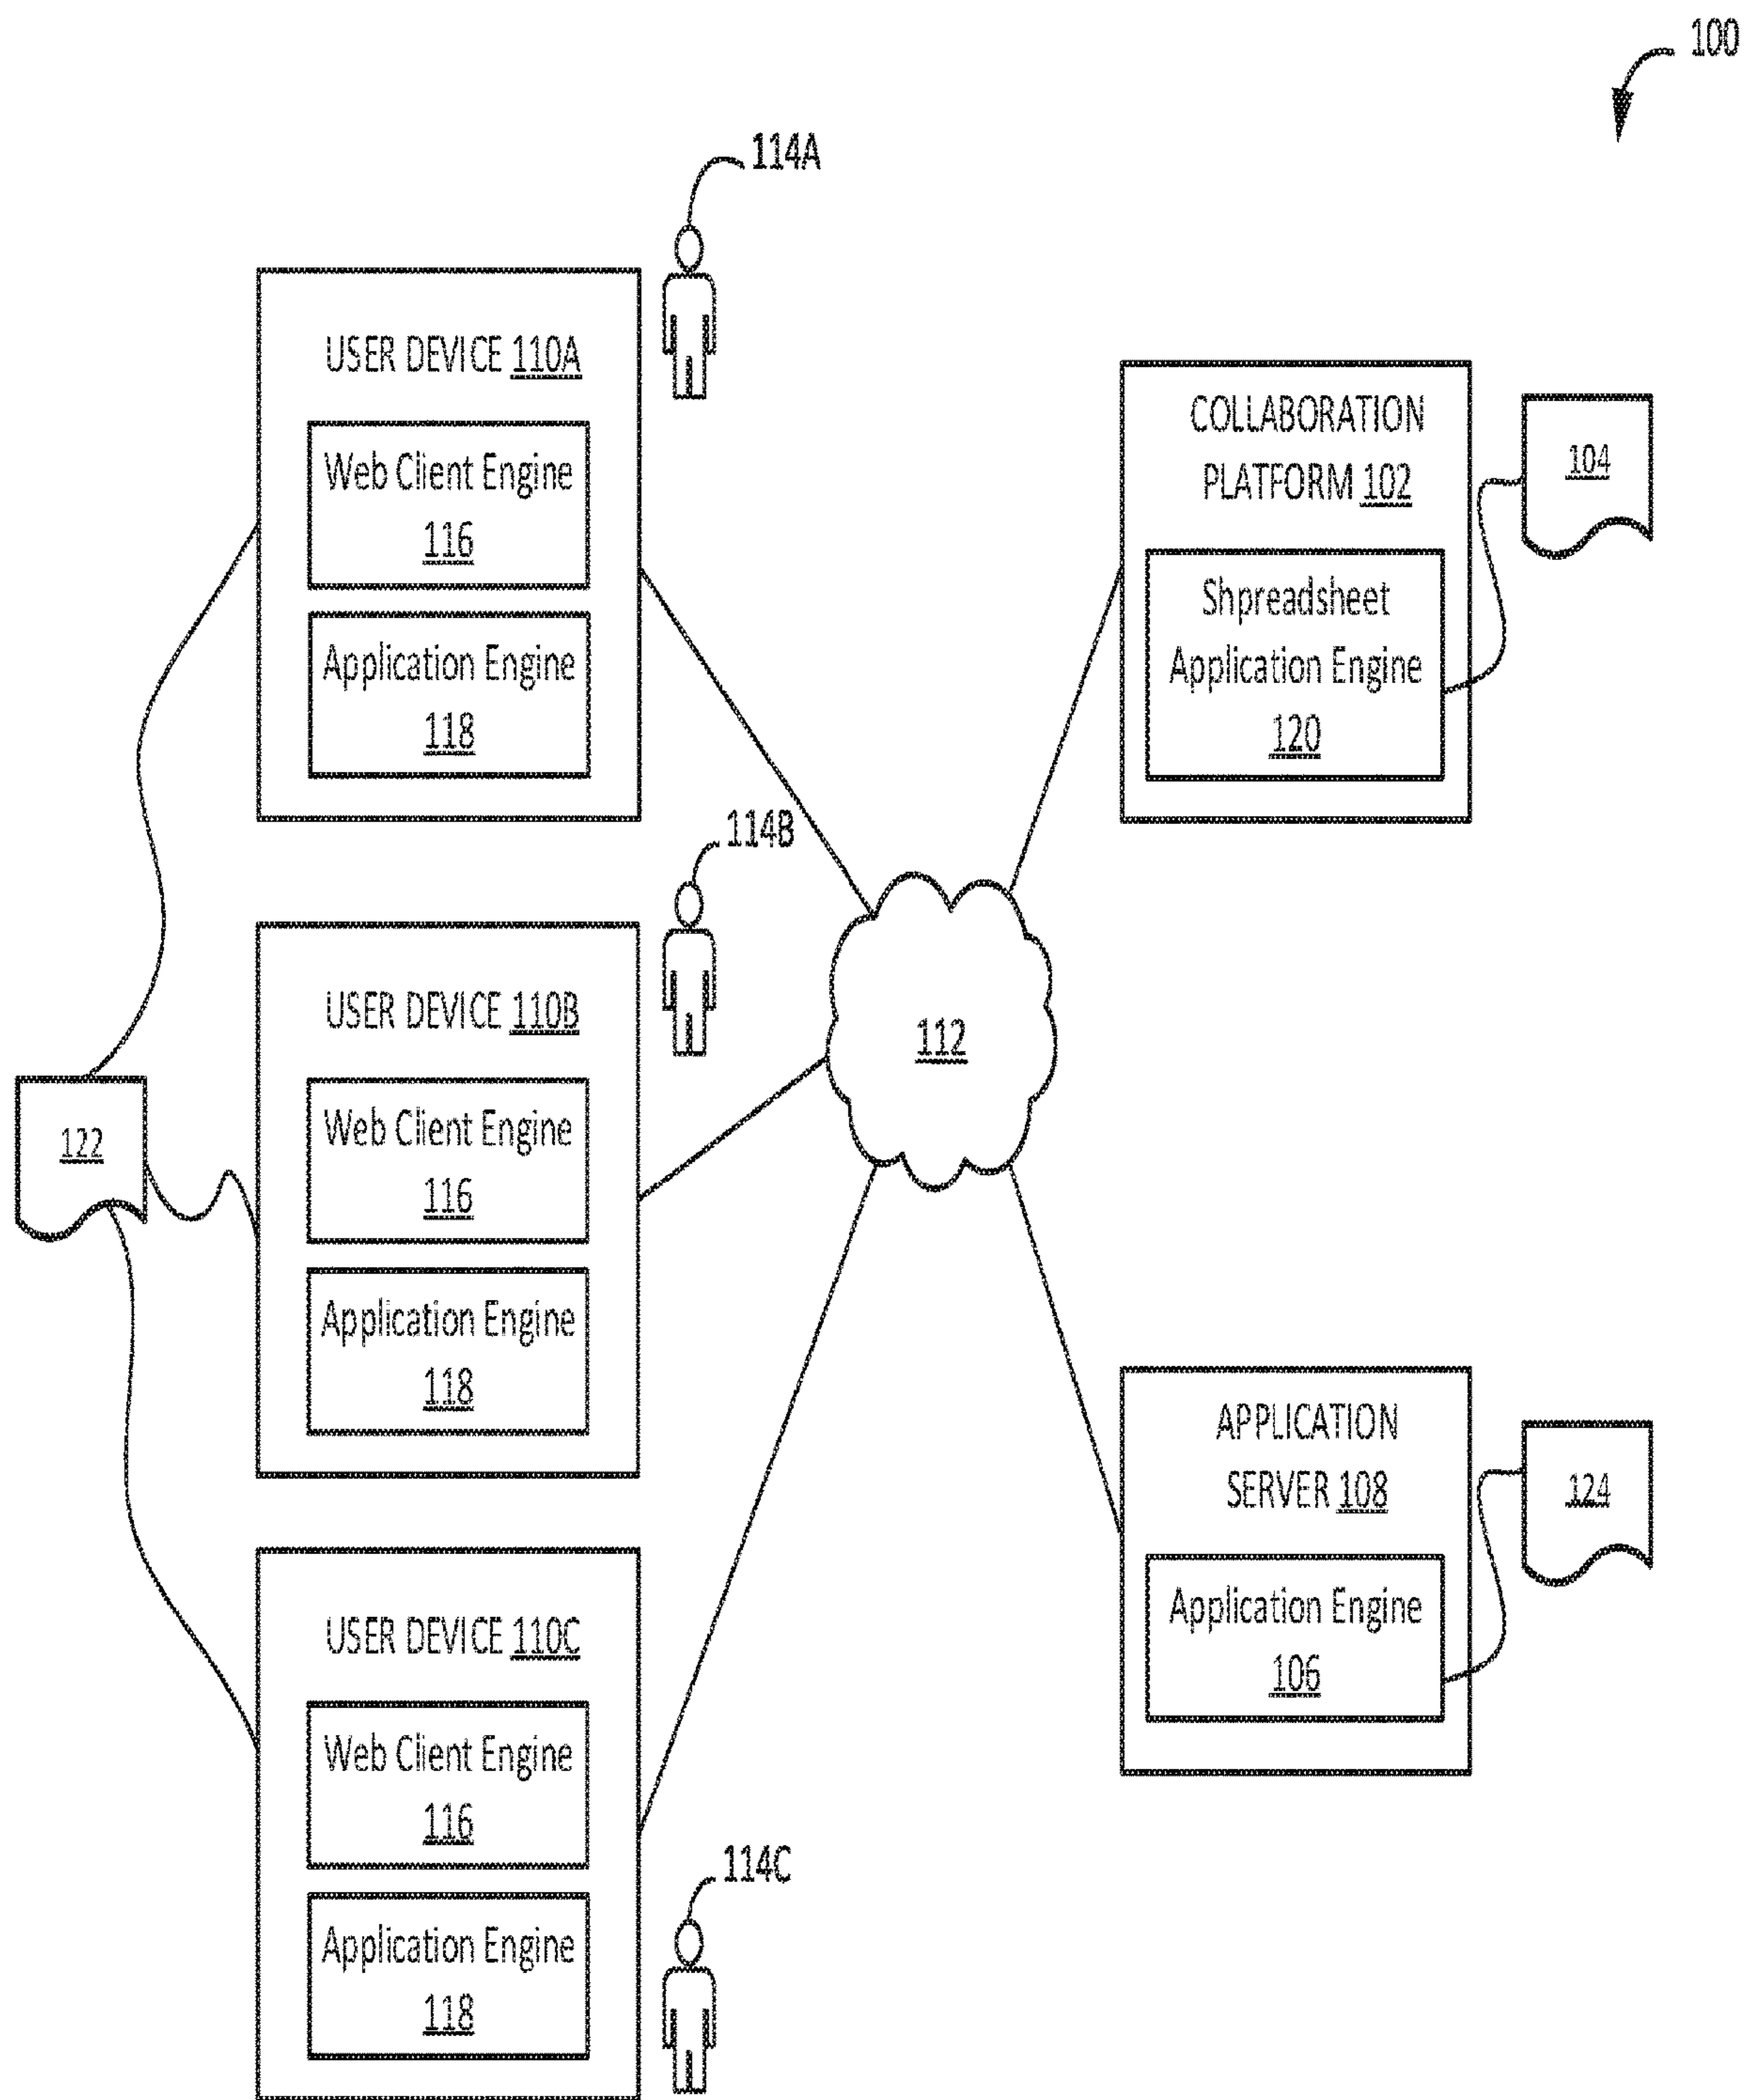 100
114A
USER DEVICE 110A
Web Client Engine
116
Application Engine
118
COLLABORATION
PLATFORM 102
Shpreadsheet
Application Engine
120
104
114B
USER DEVICE 110B
Web Client Engine
116
Application Engine
118
112
122
APPLICATION
SERVER 108
Application Engine
106
124
USER DEVICE 110C
Web Client Engine
116
Application Engine
118
114C